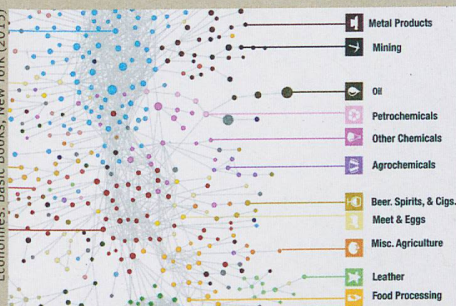 Economies. Basic Books, New York (2015)
Metal Products
Mining
Oil
Petrochemicals
Other Chemicals
Agrochemicals
Beer. Spirits, & Cigs.
Meet & Eggs
Misc. Agriculture
Leather
Food Processing